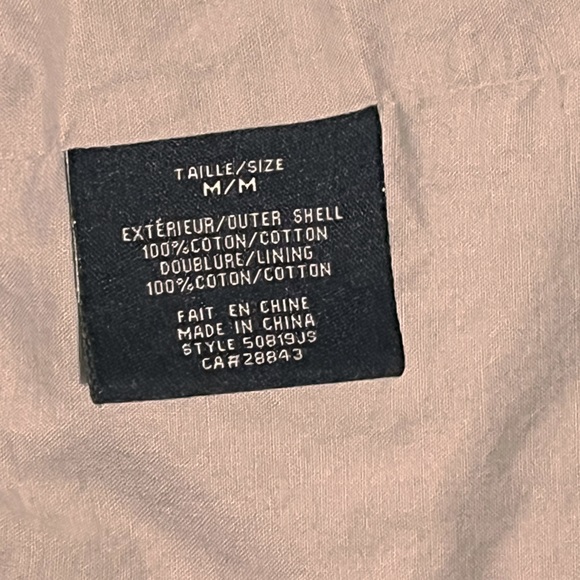 TAILLE/SIZE
M/M
EXTÉRIEUR/OUTER SHELL
100%COTON/COTTON
DOUBLURE/LINING
100%COTON/COTTON
FAIT EN CHINE
MADE IN CHINA
STYLE 50819JS
CA#28843